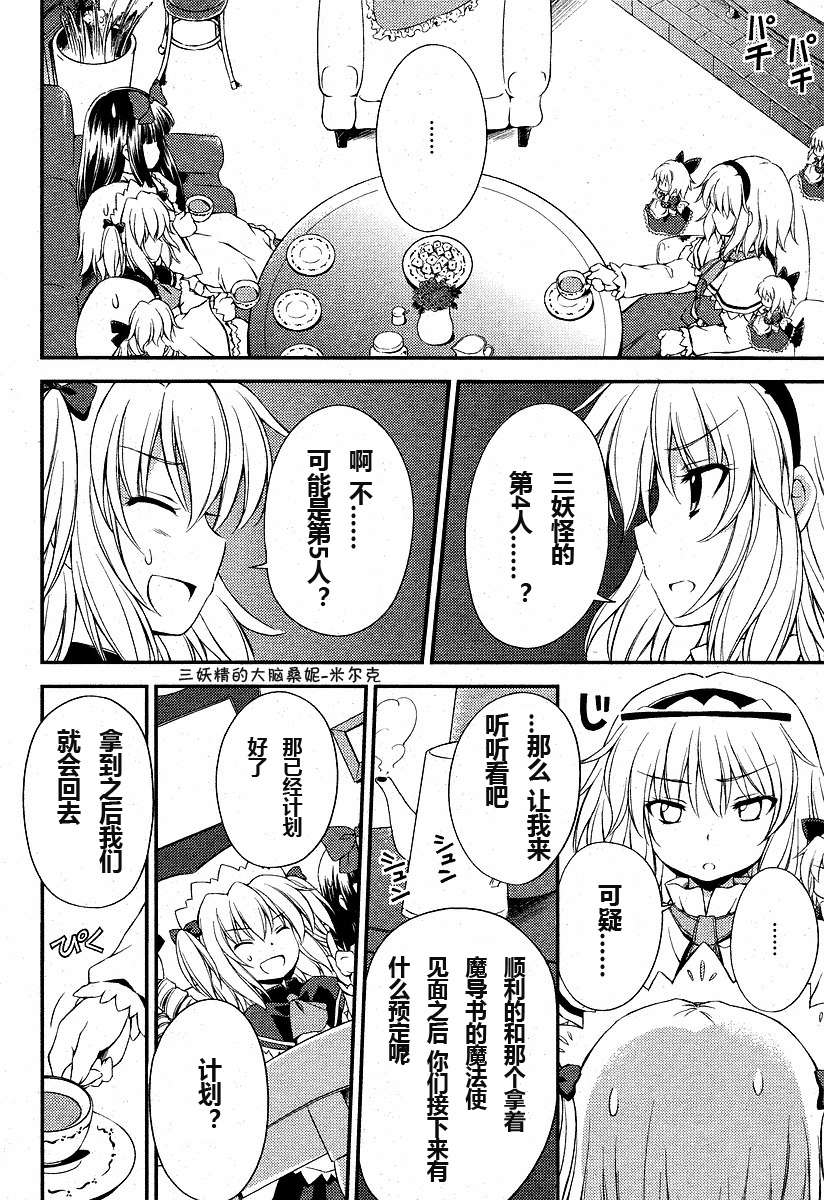 パチ
パチ
……
三妖怪的
第4人……?
啊 不……
可能是第5人?
三妖精的大脑桑妮-米尔克
じ
……
可疑
……
…那么 让我来
听听看吧
シュン
シュン
顺利的和那个拿着
魔导书的魔法使
见面之后 你们接下来有
什么预定呢
那已经计划
好了
计划?
拿到之后我们
就会回去
ぴく